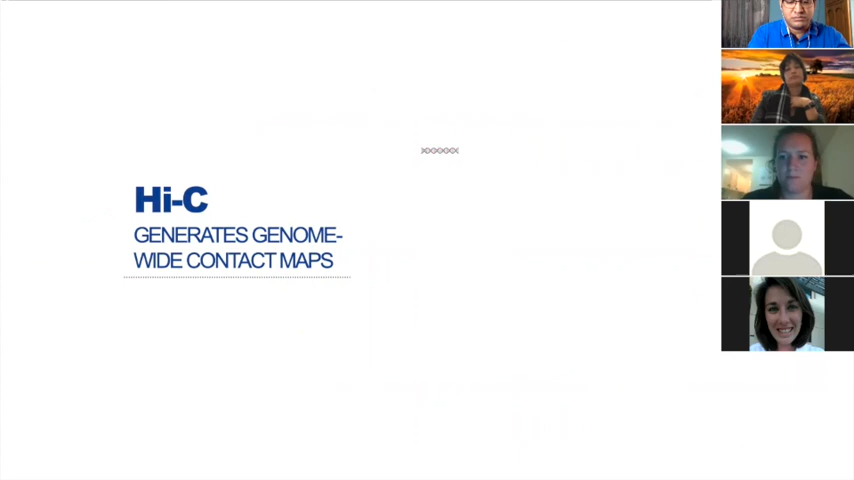 Hi-C
GENERATES GENOME-
WIDE CONTACT MAPS